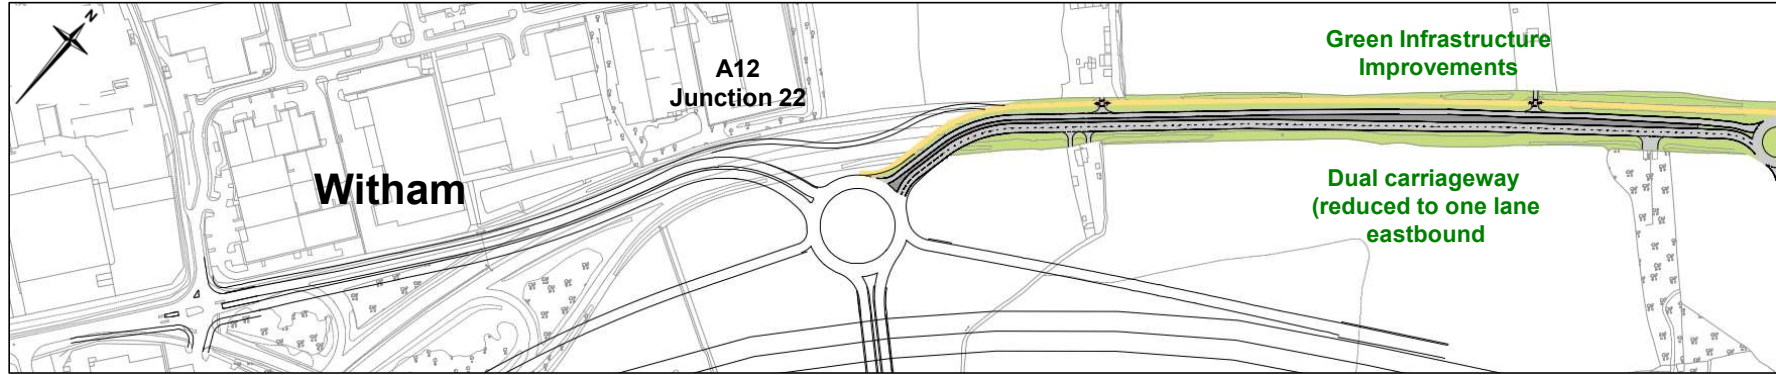 N
A12
Junction 22
Witham
Green Infrastructure
Improvements
Dual carriageway
(reduced to one lane
eastbound